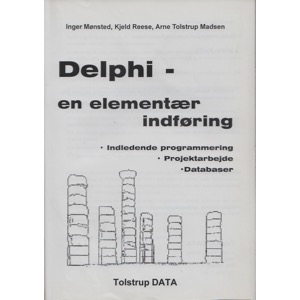 Inger Mønsted, Kjeld Reese, Arne Tolstrup Madsen
Delphi -
en elementær
indføring
• Indledende programmering
• Projektarbejde
•Databaser
Tolstrup DATA